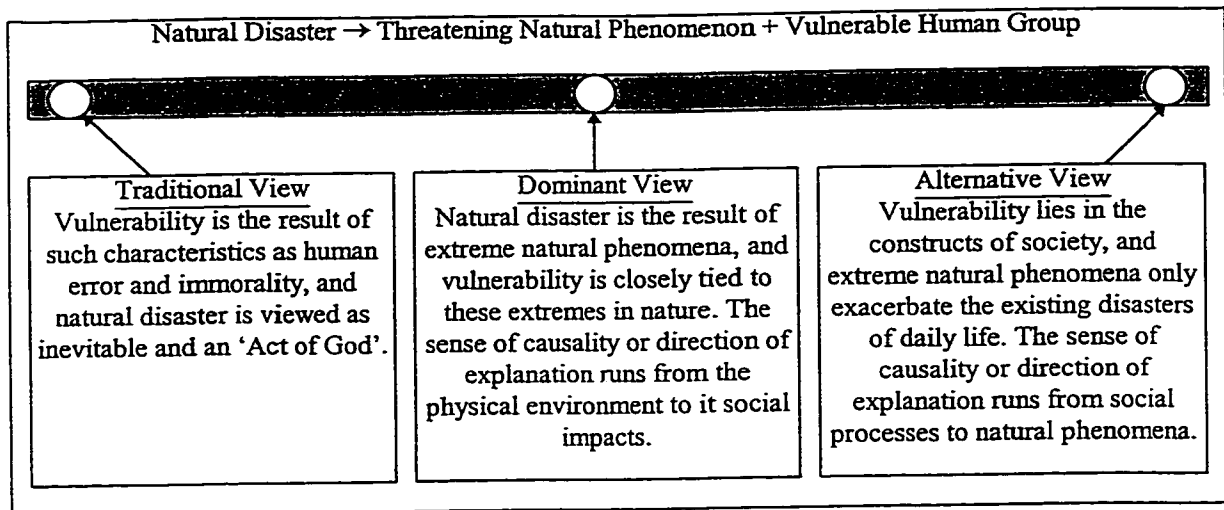 Natural Disaster → Threatening Natural Phenomenon + Vulnerable Human Group
Traditional View
Vulnerability is the result of
such characteristics as human
error and immorality, and
natural disaster is viewed as
inevitable and an ‘Act of God’.
Dominant View
Natural disaster is the result of
extreme natural phenomena, and
vulnerability is closely tied to
these extremes in nature. The
sense of causality or direction of
explanation runs from the
physical environment to it social
impacts.
Alternative View
Vulnerability lies in the
constructs of society, and
extreme natural phenomena only
exacerbate the existing disasters
of daily life. The sense of
causality or direction of
explanation runs from social
processes to natural phenomena.